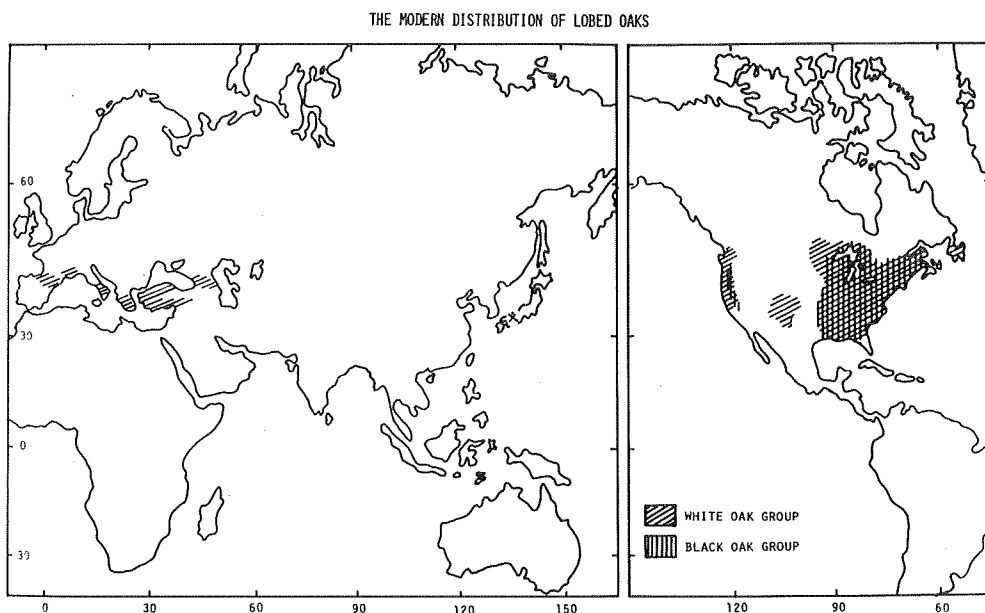 THE MODERN DISTRIBUTION OF LOBED OAKS
60
30
0
30
0 30 60 90 120 150
120 90 60
WHITE OAK GROUP
BLACK OAK GROUP